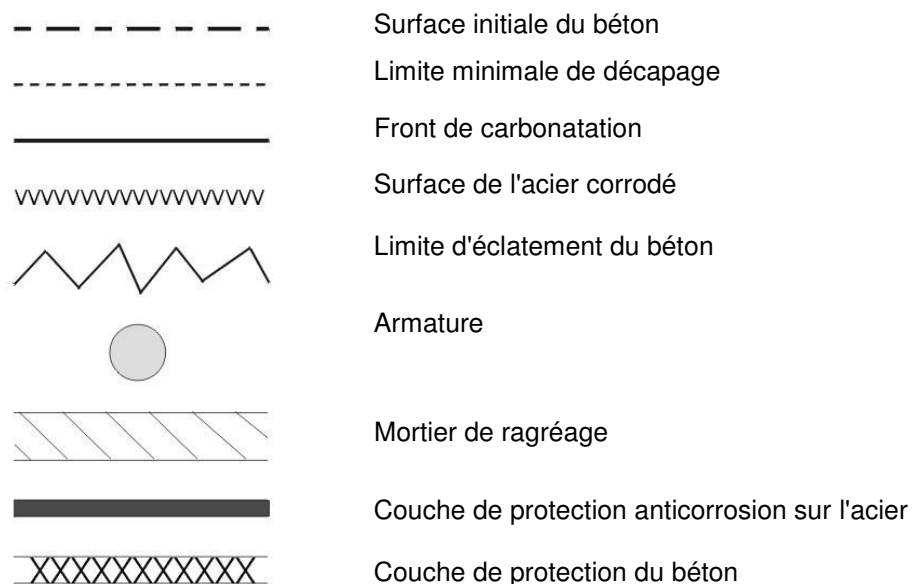 Surface initiale du béton
Limite minimale de décapage
Front de carbonatation
Surface de l'acier corrodé
Limite d'éclatement du béton
Armature
Mortier de ragréage
Couche de protection anticorrosion sur l'acier
Couche de protection du béton